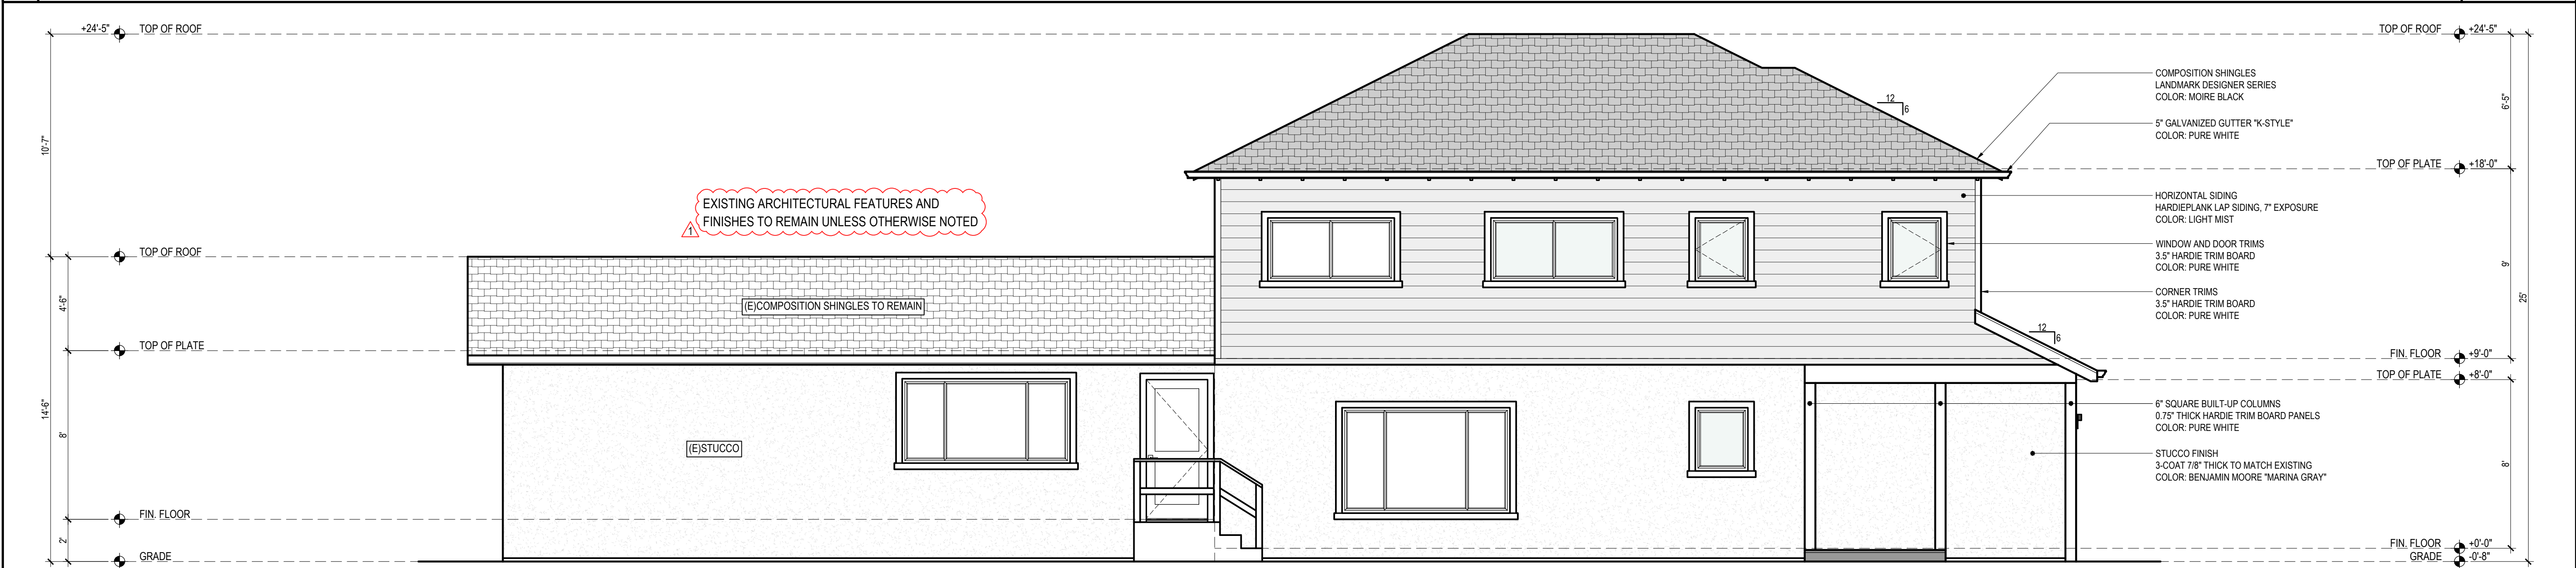 +24'-5" TOP OF ROOF
10'-7"
TOP OF ROOF
4'-6"
TOP OF PLATE
14'-6"
8'
FIN. FLOOR
2'
GRADE
EXISTING ARCHITECTURAL FEATURES AND
FINISHES TO REMAIN UNLESS OTHERWISE NOTED
1
(E)COMPOSITION SHINGLES TO REMAIN
(E)STUCCO
12
6
12
6
COMPOSITION SHINGLES
LANDMARK DESIGNER SERIES
COLOR: MOIRE BLACK
5" GALVANIZED GUTTER "K-STYLE"
COLOR: PURE WHITE
HORIZONTAL SIDING
HARDIEPLANK LAP SIDING, 7" EXPOSURE
COLOR: LIGHT MIST
WINDOW AND DOOR TRIMS
3.5" HARDIE TRIM BOARD
COLOR: PURE WHITE
CORNER TRIMS
3.5" HARDIE TRIM BOARD
COLOR: PURE WHITE
6" SQUARE BUILT-UP COLUMNS
0.75" THICK HARDIE TRIM BOARD PANELS
COLOR: PURE WHITE
STUCCO FINISH
3-COAT 7/8" THICK TO MATCH EXISTING
COLOR: BENJAMIN MOORE "MARINA GRAY"
TOP OF ROOF +24'-5"
6'-5"
TOP OF PLATE +18'-0"
9'
25'
FIN. FLOOR +9'-0"
TOP OF PLATE +8'-0"
8'
FIN. FLOOR +0'-0"
GRADE -0'-8"